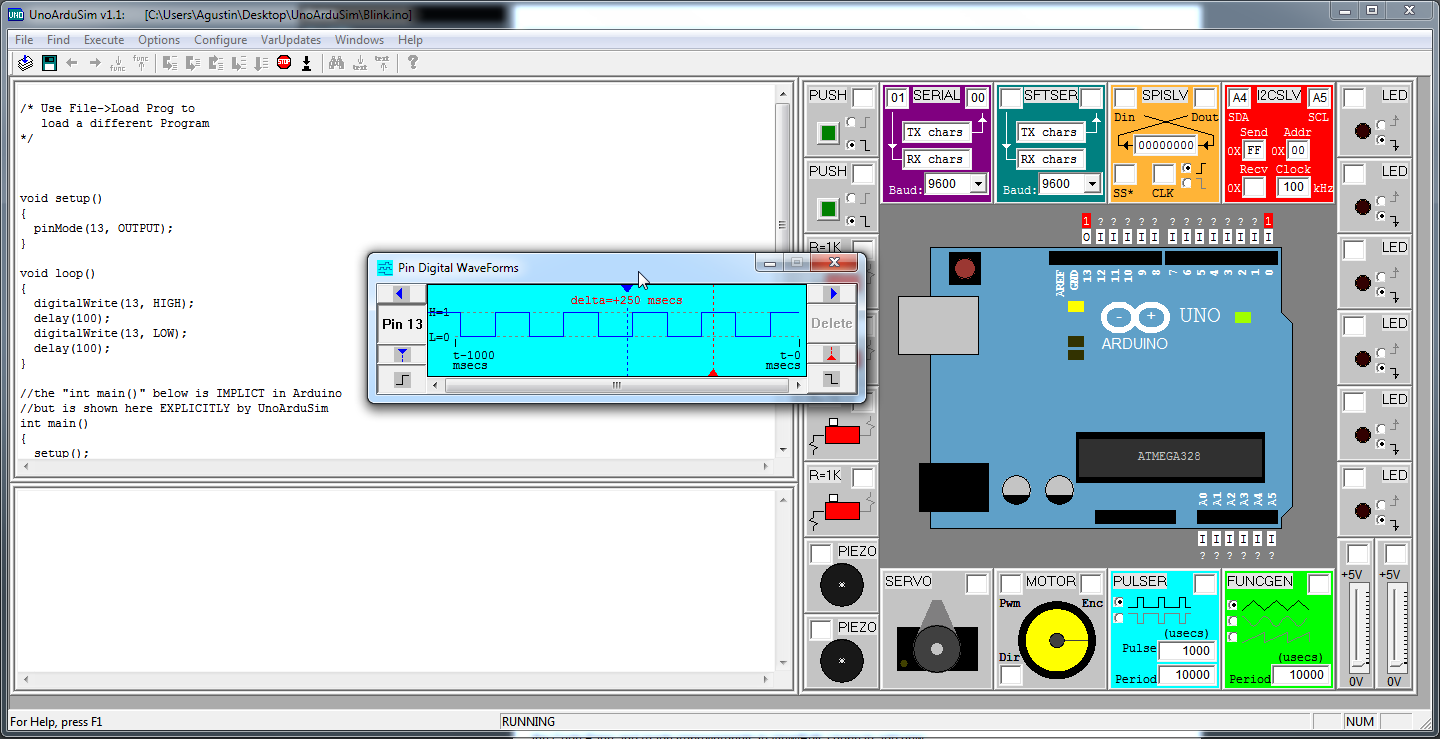 UnoArduSim v1.1: [C:\Users\Agustin\Desktop\UnoArduSim\Blink.ino]
File Find Execute Options Configure VarUpdates Windows Help
func func STOP text text ?
/* Use File->Load Prog to
load a different Program
*/
void setup()
{
pinMode(13, OUTPUT);
}
void loop()
{
digitalWrite(13, HIGH);
delay(100);
digitalWrite(13, LOW);
delay(100);
}
//the "int main()" below is IMPLICT in Arduino
//but is shown here EXPLICITLY by UnoArduSim
int main()
{
setup();
Pin Digital WaveForms
delta=+250 msecs
H=1
Pin 13
Delete
L=0
t-1000 t-0
msecs msecs
PUSH
PUSH
R=1K
R=1K
PIEZO
PIEZO
01 SERIAL 00
TX chars
RX chars
Baud: 9600
SFTSER
TX chars
RX chars
Baud: 9600
SPISLV
Din Dout
00000000
SS* CLK
A4 I2CSLV A5
SDA SCL
Send Addr
0X FF 0X 00
Recv Clock
0X 100 kHz
LED
LED
LED
LED
LED
LED
1 ? ? ? ? ? ? ? ? ? ? ? 1
O I I I I I I I I I I I I I
AREF GND 13 12 11 10 9 8 7 6 5 4 3 2 1 0
UNO
ARDUINO
ATMEGA328
A0 A1 A2 A3 A4 A5
I I I I I I
? ? ? ? ? ?
SERVO
MOTOR
Pwm Enc
Dir
PULSER
(usecs)
Pulse 1000
Period 10000
FUNCGEN
(usecs)
Period 10000
+5V +5V
0V 0V
For Help, press F1 RUNNING NUM